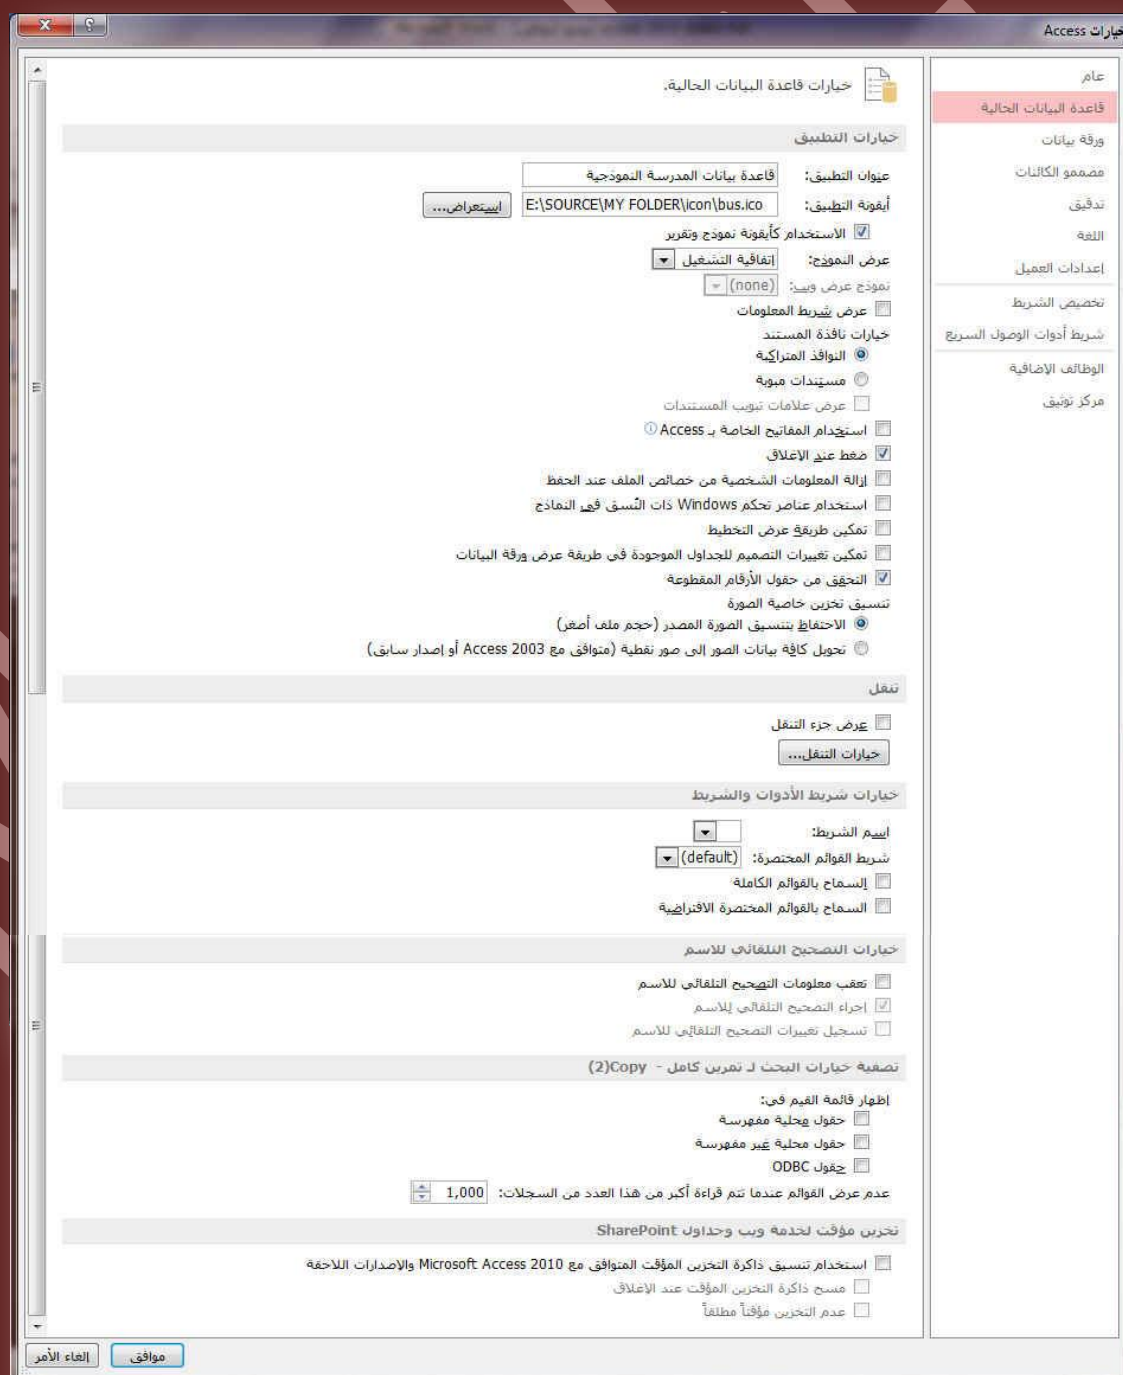 خيارات Access
عام
قاعدة البيانات الحالية
ورقة بيانات
مصممو الكائنات
تدقيق
اللغة
إعدادات العميل
تخصيص الشريط
شريط أدوات الوصول السريع
الوظائف الإضافية
مركز توثيق
خيارات قاعدة البيانات الحالية.
خيارات التطبيق
عنوان التطبيق: قاعدة بيانات المدرسة النموذجية
أيقونة التطبيق: E:\SOURCE\MY FOLDER\icon\bus.ico استعراض...
الاستخدام كأيقونة نموذج وتقرير
عرض النموذج: إتفاقية التشغيل
نموذج عرض ويب: (none)
عرض شريط المعلومات
خيارات نافذة المستند
النوافذ المتراكبة
مستندات مبوبة
عرض علامات تبويب المستندات
استخدام المفاتيح الخاصة بـ Access
ضغط عند الإغلاق
إزالة المعلومات الشخصية من خصائص الملف عند الحفظ
استخدام عناصر تحكم Windows ذات النُسق في النماذج
تمكين طريقة عرض التخطيط
تمكين تغييرات التصميم للجداول الموجودة في طريقة عرض ورقة البيانات
التحقق من حقول الأرقام المقطوعة
تنسيق تخزين خاصية الصورة
الاحتفاظ بتنسيق الصورة المصدر (حجم ملف أصغر)
تحويل كافة بيانات الصور إلى صور نقطية (متوافق مع Access 2003 أو إصدار سابق)
تنقل
عرض جزء التنقل
خيارات التنقل...
خيارات شريط الأدوات والشريط
اسم الشريط:
شريط القوائم المختصرة: (default)
السماح بالقوائم الكاملة
السماح بالقوائم المختصرة الافتراضية
خيارات التصحيح التلقائي للاسم
تعقب معلومات التصحيح التلقائي للاسم
إجراء التصحيح التلقائي للاسم
تسجيل تغييرات التصحيح التلقائي للاسم
تصفية خيارات البحث لـ تمرين كامل - Copy(2)
إظهار قائمة القيم في:
حقول محلية مفهرسة
حقول محلية غير مفهرسة
حقول ODBC
عدم عرض القوائم عندما تتم قراءة أكبر من هذا العدد من السجلات: 1,000
تخزين مؤقت لخدمة ويب وجداول SharePoint
استخدام تنسيق ذاكرة التخزين المؤقت المتوافق مع Microsoft Access 2010 والإصدارات اللاحقة
مسح ذاكرة التخزين المؤقت عند الإغلاق
عدم التخزين مؤقتاً مطلقاً
موافق إلغاء الأمر